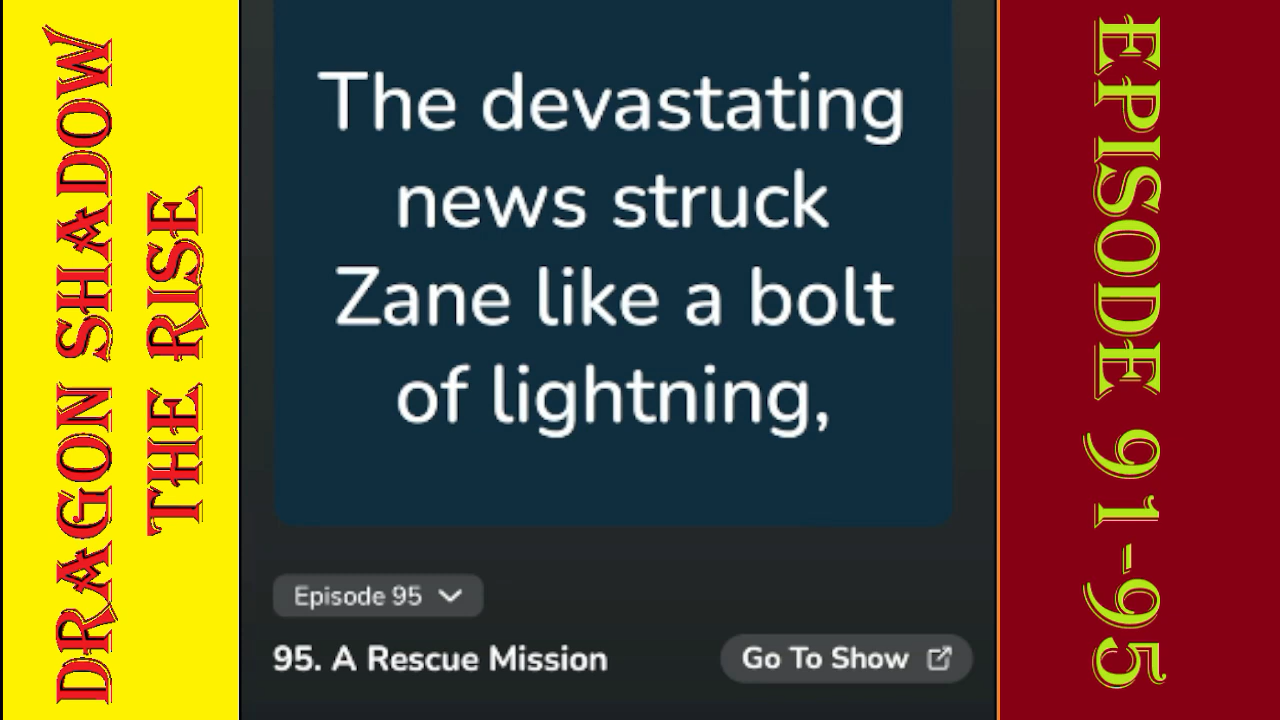 DRAGON SHADOW
THE RISE
The devastating
news struck
Zane like a bolt
of lightning,
Episode 95
95. A Rescue Mission
Go To Show
EPISODE 91-95